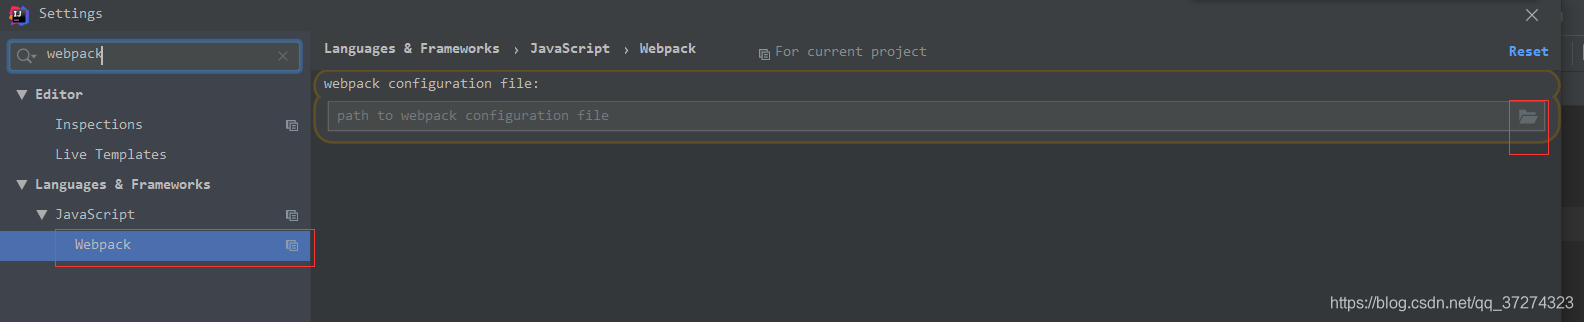 IJ
Settings
webpack
Languages & Frameworks › JavaScript › Webpack
For current project
Reset
Editor
webpack configuration file:
path to webpack configuration file
Inspections
Live Templates
Languages & Frameworks
JavaScript
Webpack
https://blog.csdn.net/qq_37274323